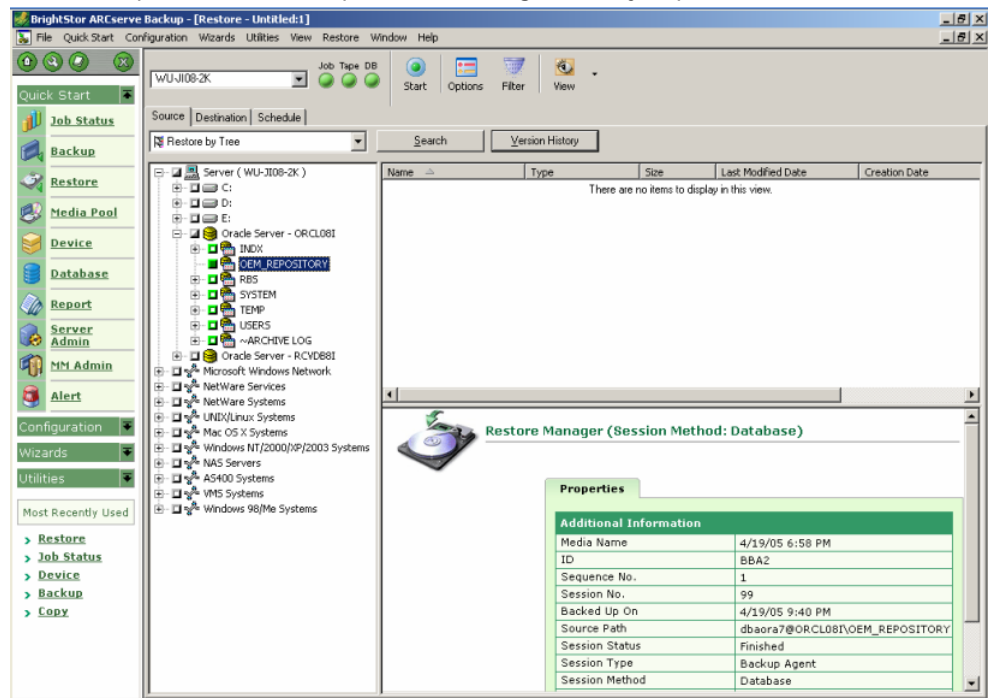 BrightStor ARCserve Backup - [Restore - Untitled:1]
File Quick Start Configuration Wizards Utilities View Restore Window Help
WU-JI08-2K
Job Tape DB
Start Options Filter View
Quick Start
Job Status
Backup
Restore
Media Pool
Device
Database
Report
Server
Admin
MM Admin
Alert
Configuration
Wizards
Utilities
Most Recently Used
Restore
Job Status
Device
Backup
Copy
Source Destination Schedule
Restore by Tree
Search Version History
Server ( WU-JI08-2K )
C:
D:
E:
Oracle Server - ORCL08I
INDX
OEM_REPOSITORY
RBS
SYSTEM
TEMP
USERS
~ARCHIVE LOG
Oracle Server - RCVDB8I
Microsoft Windows Network
NetWare Services
NetWare Systems
UNIX/Linux Systems
Mac OS X Systems
Windows NT/2000/XP/2003 Systems
NAS Servers
AS400 Systems
VMS Systems
Windows 98/Me Systems
Name Type Size Last Modified Date Creation Date
There are no items to display in this view.
Restore Manager (Session Method: Database)
Properties
Additional Information
Media Name 4/19/05 6:58 PM
ID BBA2
Sequence No. 1
Session No. 99
Backed Up On 4/19/05 9:40 PM
Source Path dbaora7@ORCL08I\OEM_REPOSITORY
Session Status Finished
Session Type Backup Agent
Session Method Database